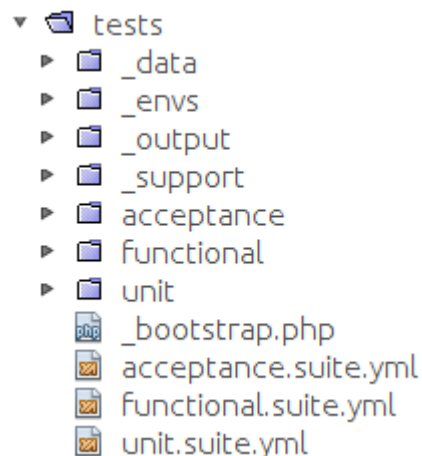 tests
_data
_envs
_output
_support
acceptance
functional
unit
_bootstrap.php
acceptance.suite.yml
functional.suite.yml
unit.suite.yml